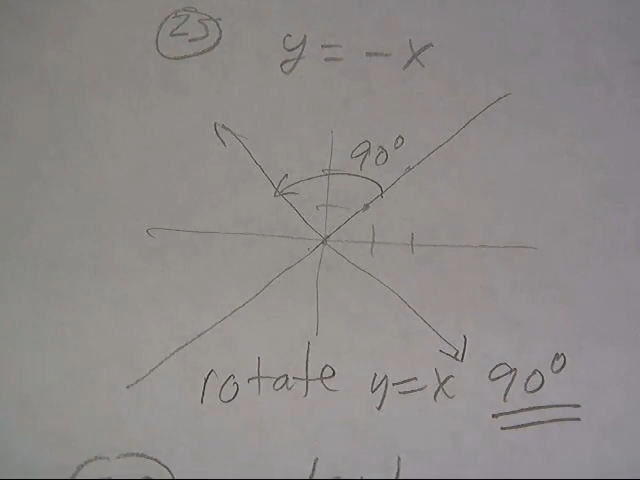 25 y = -x
90°
rotate y=x 90°